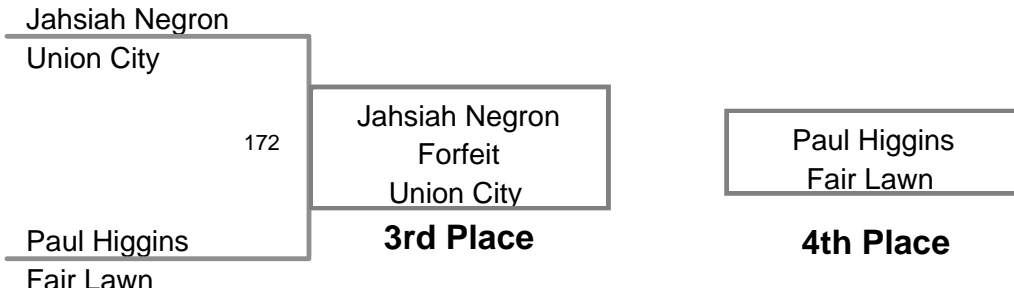 Jahsiah Negron
Union City
172
Jahsiah Negron
Forfeit
Union City
3rd Place
Paul Higgins
Fair Lawn
4th Place
Paul Higgins
Fair Lawn